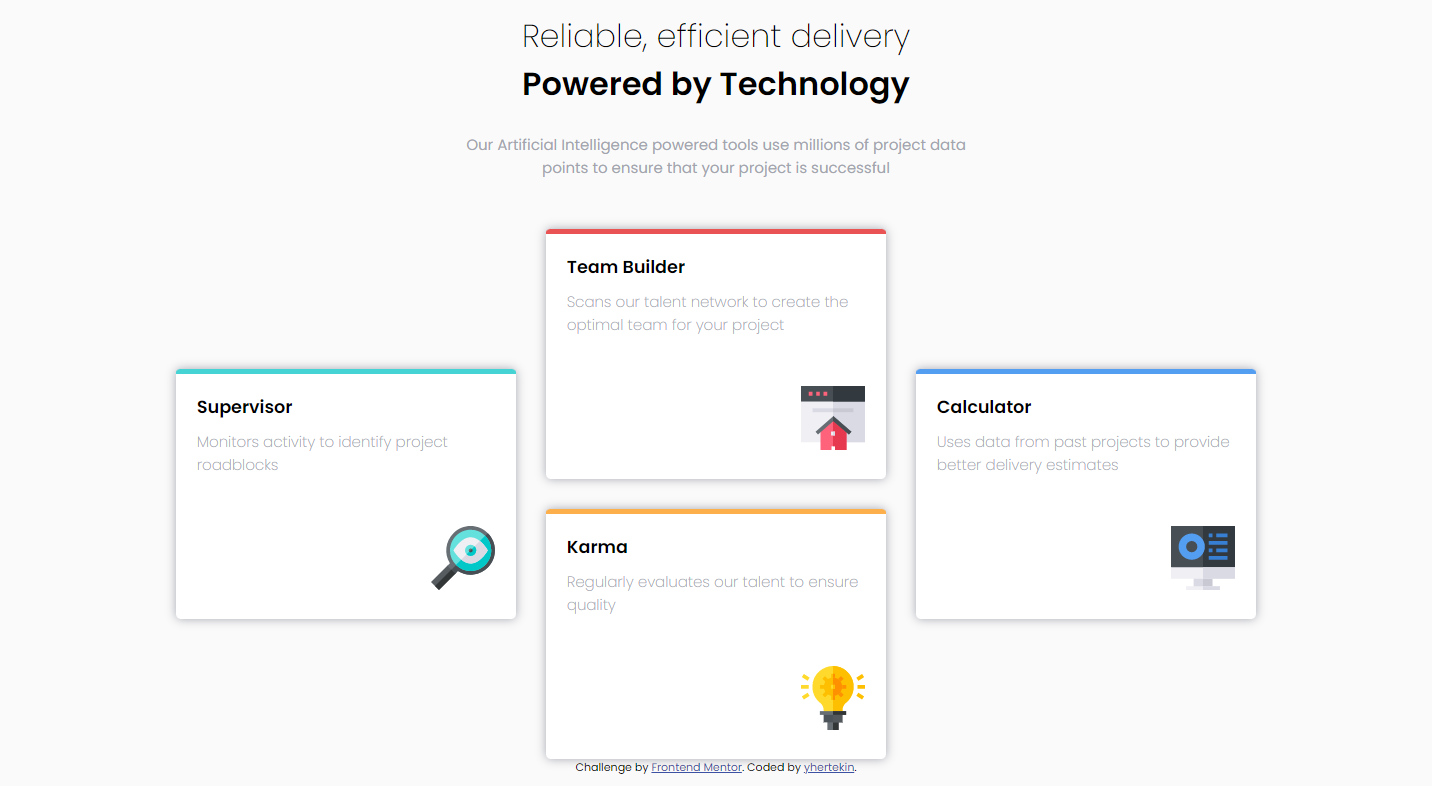 Reliable, efficient delivery
Powered by Technology
Our Artificial Intelligence powered tools use millions of project data
points to ensure that your project is successful
Team Builder
Scans our talent network to create the
optimal team for your project
Supervisor
Monitors activity to identify project
roadblocks
Calculator
Uses data from past projects to provide
better delivery estimates
Karma
Regularly evaluates our talent to ensure
quality
Challenge by Frontend Mentor. Coded by yhertekin.